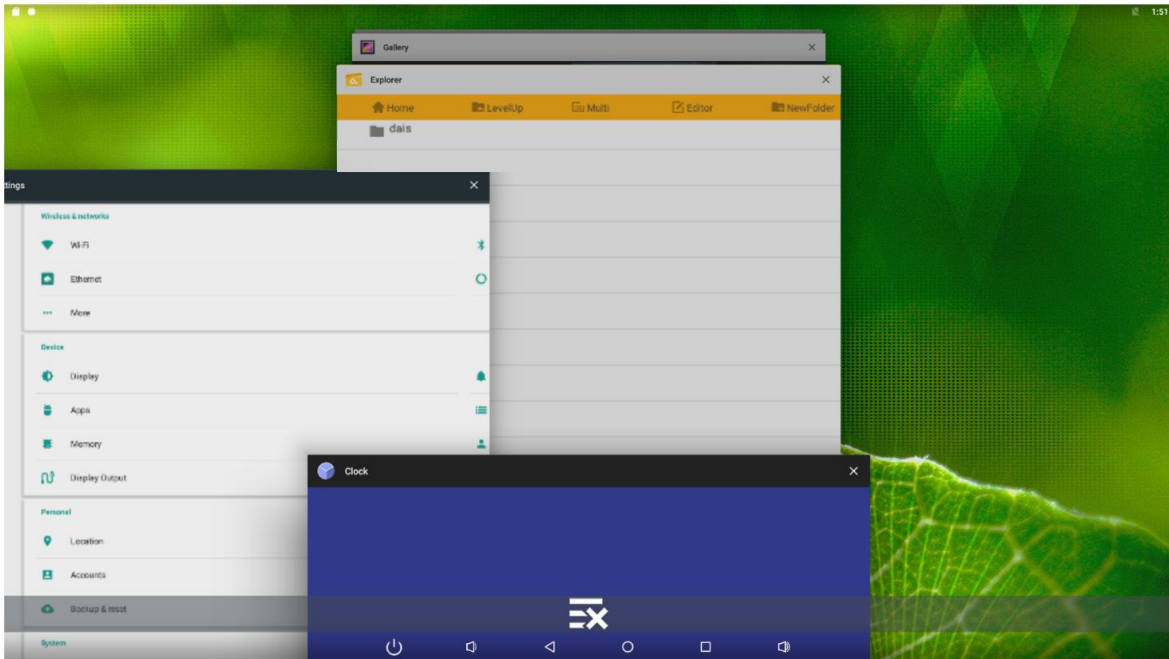 1:51
Gallery
Explorer
Home LevelUp Multi Editor NewFolder
dais
ttings
Wireless & networks
Wi-Fi
Ethernet
More
Device
Display
Apps
Memory
Display Output
Clock
Personal
Location
Accounts
Backup & reset
System